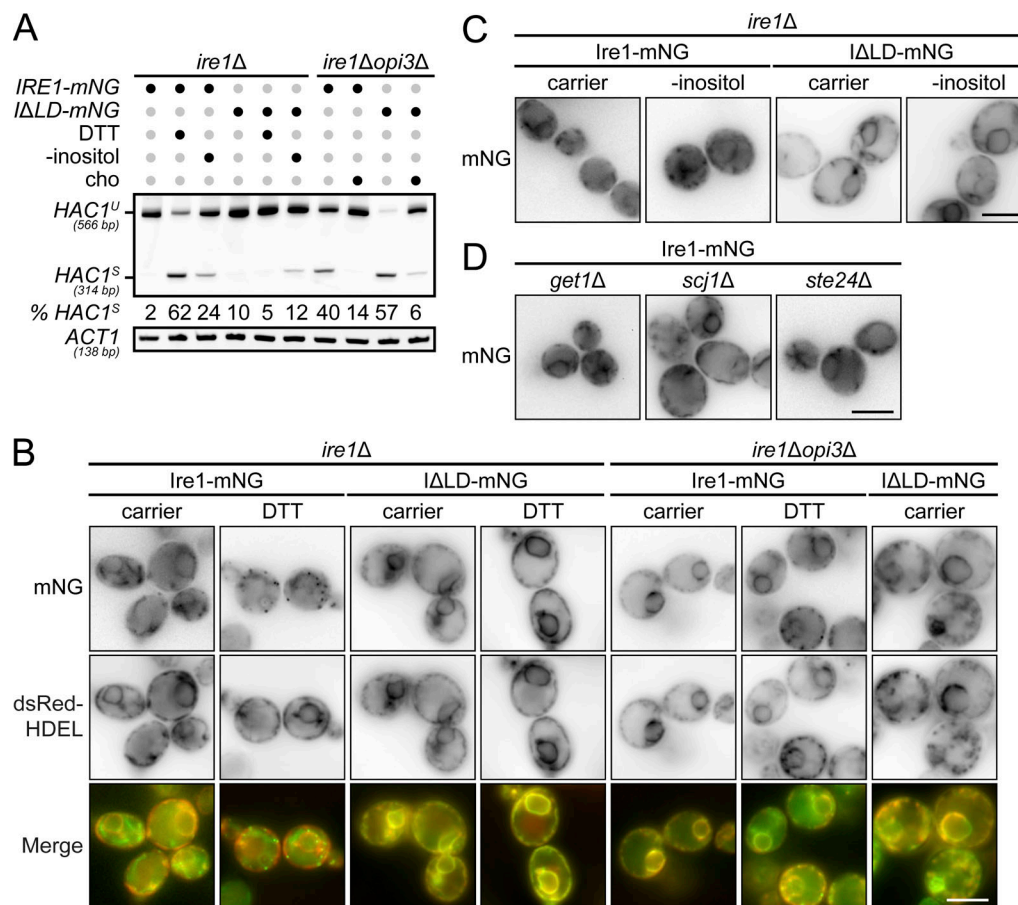 A
ire1Δ ire1Δopi3Δ
IRE1-mNG
IΔLD-mNG
DTT
-inositol
cho
HAC1ᵁ
(566 bp)
HAC1ˢ
(314 bp)
% HAC1ˢ 2 62 24 10 5 12 40 14 57 6
ACT1
(138 bp)
C
ire1Δ
Ire1-mNG IΔLD-mNG
carrier -inositol carrier -inositol
mNG
D
Ire1-mNG
get1Δ scj1Δ ste24Δ
mNG
B
ire1Δ ire1Δopi3Δ
Ire1-mNG IΔLD-mNG Ire1-mNG IΔLD-mNG
carrier DTT carrier DTT carrier DTT carrier
mNG
dsRed-
HDEL
Merge